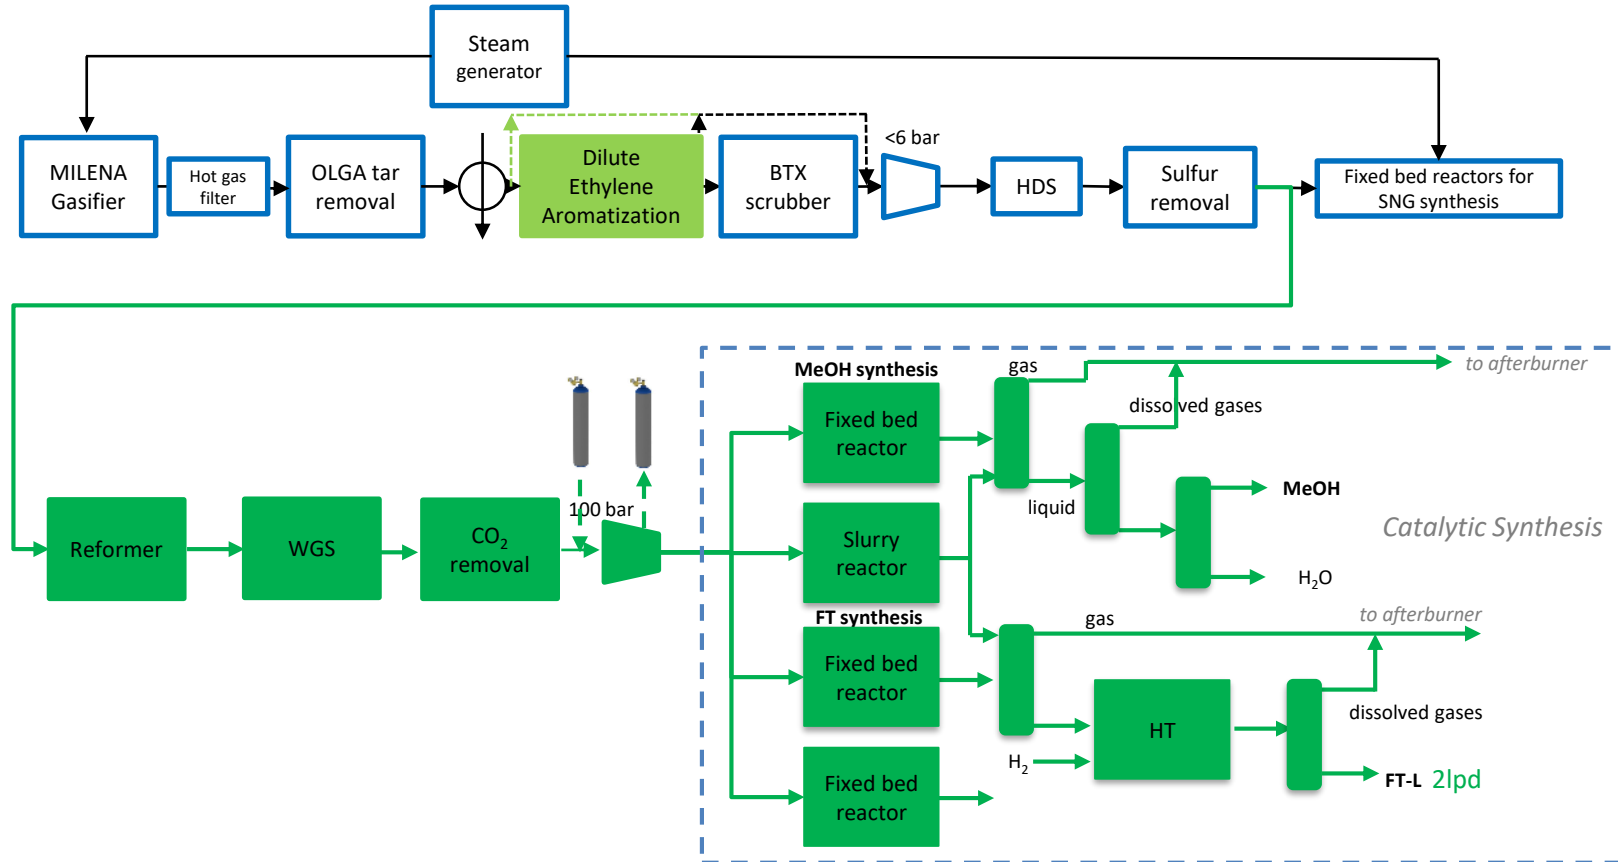 Steam
generator
<6 bar
MILENA
Gasifier
Hot gas
filter
OLGA tar
removal
Dilute
Ethylene
Aromatization
BTX
scrubber
HDS
Sulfur
removal
Fixed bed reactors for
SNG synthesis
MeOH synthesis
gas
to afterburner
Fixed bed
reactor
dissolved gases
liquid
MeOH
100 bar
Catalytic Synthesis
Reformer
WGS
CO₂
removal
Slurry
reactor
H₂O
FT synthesis
gas
to afterburner
Fixed bed
reactor
dissolved gases
HT
H₂
FT-L 2lpd
Fixed bed
reactor